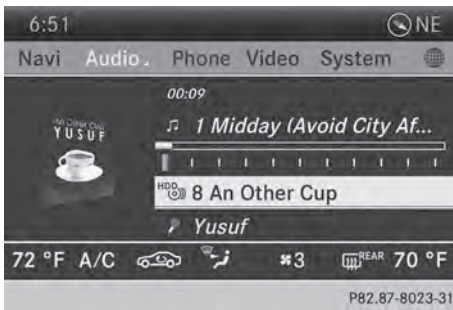 6:51 NE
Navi Audio Phone Video System
00:09
An Other Cup
YUSUF
1 Midday (Avoid City Af...
HDD 8 An Other Cup
Yusuf
72 °F A/C 3 REAR 70 °F
P82.87-8023-31